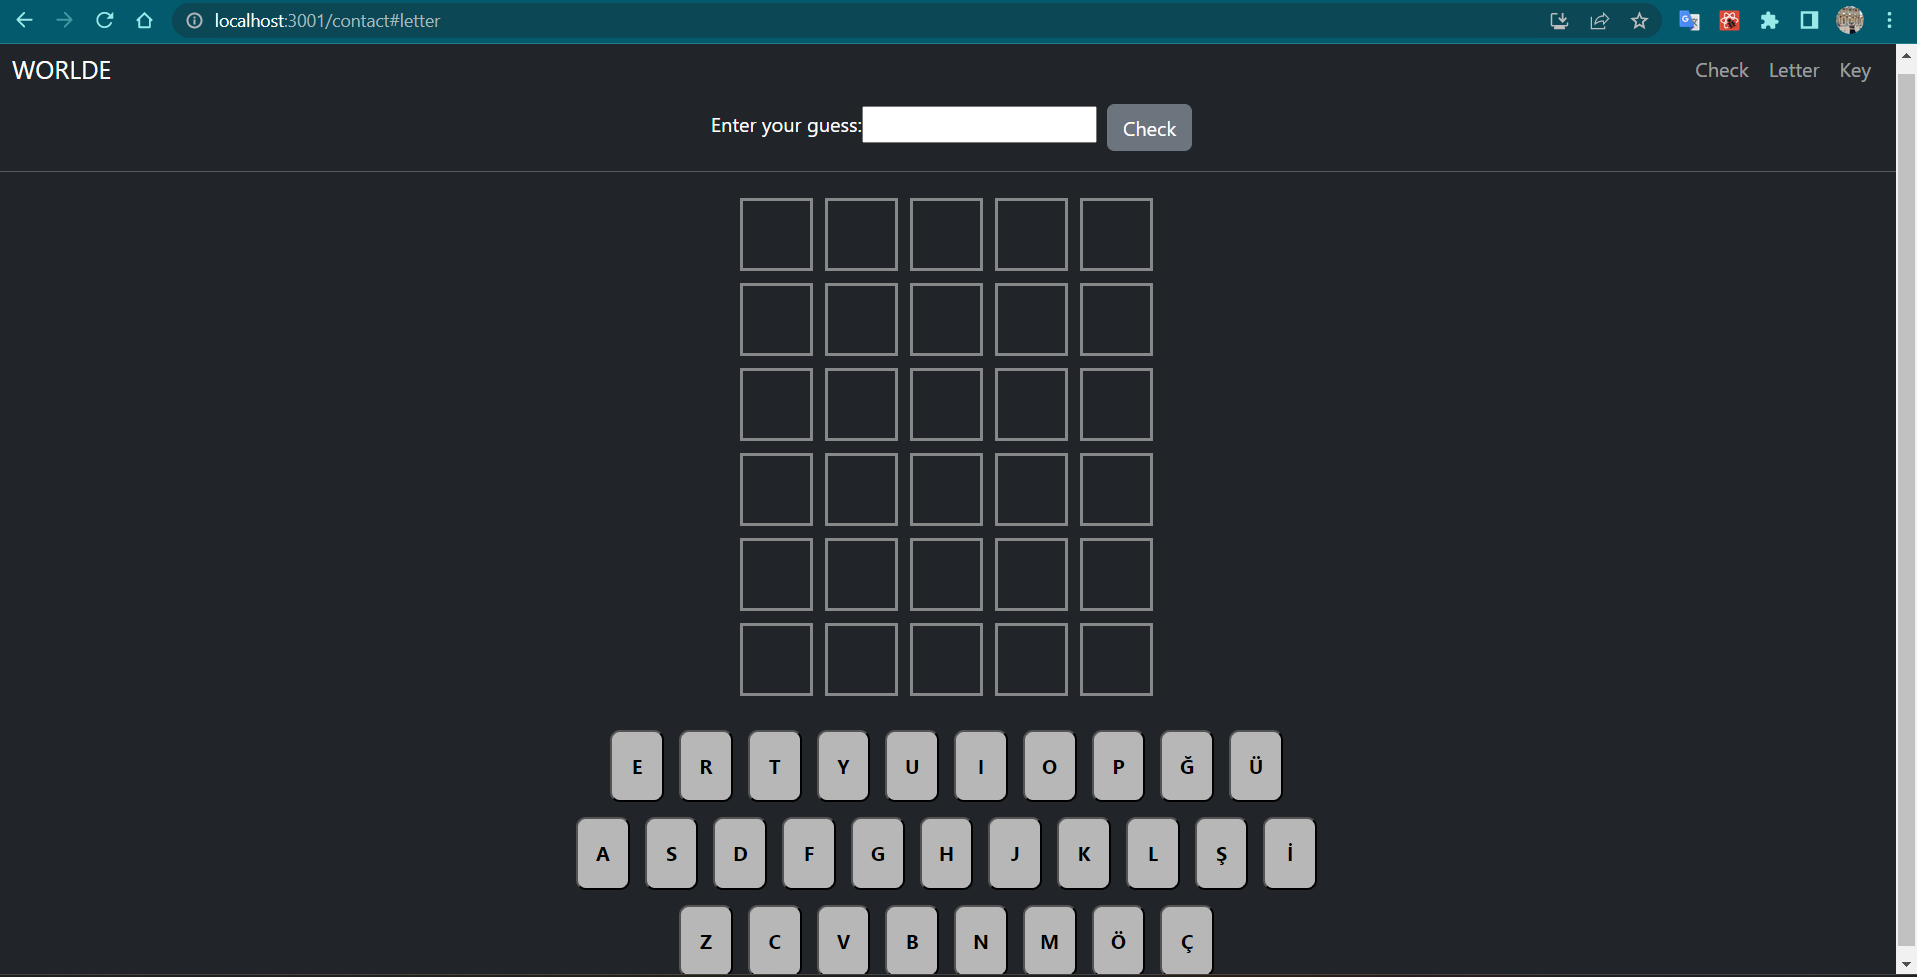 localhost:3001/contact#letter
WORLDE Check Letter Key
Enter your guess: Check
E R T Y U I O P Ğ Ü
A S D F G H J K L Ş İ
Z C V B N M Ö Ç